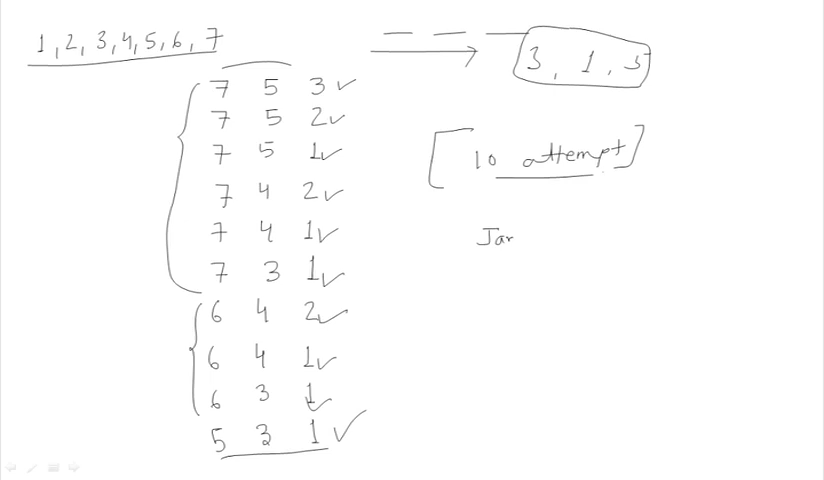 1, 2, 3, 4, 5, 6, 7
3, 1, 5
7 5 3
7 5 2
7 5 1
7 4 2
7 4 1
7 3 1
6 4 2
6 4 1
6 3 1
5 3 1
[10 attempt]
Jar